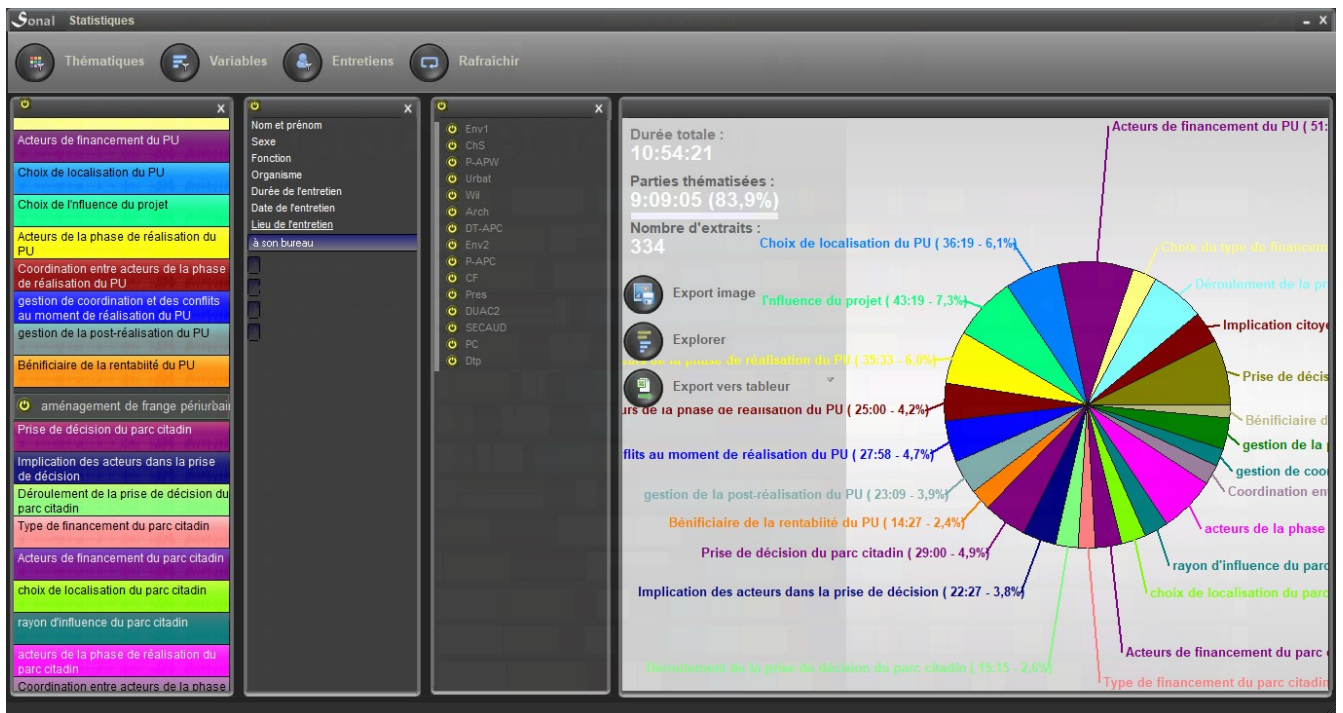 Sonal Statistiques
Thématiques Variables Entretiens Rafraîchir
Acteurs de financement du PU
Choix de localisation du PU
Choix de l'nfluence du projet
Acteurs de la phase de réalisation du
PU
Coordination entre acteurs de la phase
de réalisation du PU
gestion de coordination et des conflits
au moment de réalisation du PU
gestion de la post-réalisation du PU
Bénificiaire de la rentabiité du PU
aménagement de frange périurbai
Prise de décision du parc citadin
Implication des acteurs dans la prise
de décision
Déroulement de la prise de décision du
parc citadin
Type de financement du parc citadin
Acteurs de financement du parc citadin
choix de localisation du parc citadin
rayon d'influence du parc citadin
acteurs de la phase de réalisation du
parc citadin
Coordination entre acteurs de la phase
Nom et prénom
Sexe
Fonction
Organisme
Durée de l'entretien
Date de l'entretien
Lieu de l'entretien
à son bureau
Env1
ChS
P-APW
Urbat
Wil
Arch
DT-APC
Env2
P-APC
CF
Pres
DUAC2
SECAUD
PC
Dtp
Durée totale :
10:54:21
Parties thématisées :
9:09:05 (83,9%)
Nombre d'extraits :
334
Export image
Explorer
Export vers tableur
Choix de localisation du PU ( 36:19 - 6,1%)
l'nfluence du projet ( 43:19 - 7,3%)
de la phase de réalisation du PU ( 35:33 - 6,0%)
urs de la phase de réalisation du PU ( 25:00 - 4,2%)
flits au moment de réalisation du PU ( 27:58 - 4,7%)
gestion de la post-réalisation du PU ( 23:09 - 3,9%)
Bénificiaire de la rentabiité du PU ( 14:27 - 2,4%)
Prise de décision du parc citadin ( 29:00 - 4,9%)
Implication des acteurs dans la prise de décision ( 22:27 - 3,8%)
Déroulement de la prise de décision du parc citadin ( 15:15 - 2,6%)
Acteurs de financement du PU ( 51:
Choix du type de financem
Déroulement de la pr
Implication citoye
Prise de décis
Bénificiaire d
gestion de la
gestion de coor
Coordination en
acteurs de la phase
rayon d'influence du parc
choix de localisation du parc
Acteurs de financement du parc
Type de financement du parc citadin